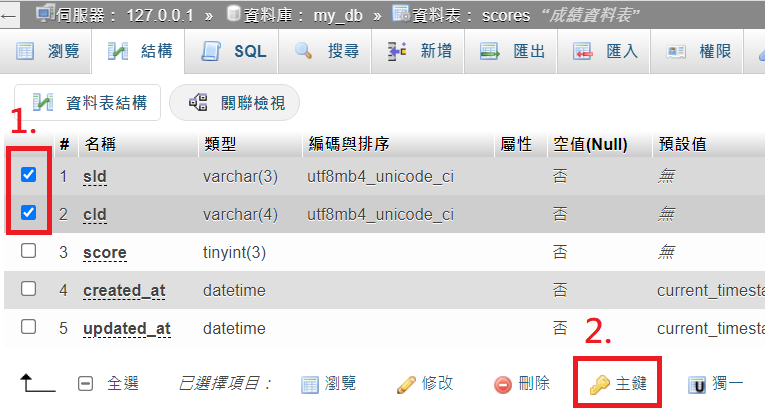 伺服器： 127.0.0.1 » 資料庫： my_db » 資料表： scores “成績資料表”
瀏覽 結構 SQL 搜尋 新增 匯出 匯入 權限
資料表結構 關聯檢視
1.
# 名稱 類型 編碼與排序 屬性 空值(Null) 預設值
1 sId varchar(3) utf8mb4_unicode_ci 否 無
2 cId varchar(4) utf8mb4_unicode_ci 否 無
3 score tinyint(3) 否 無
4 created_at datetime 否 current_timesta
5 updated_at datetime 否 current_timesta
2.
全選 已選擇項目： 瀏覽 修改 刪除 主鍵 U 獨一